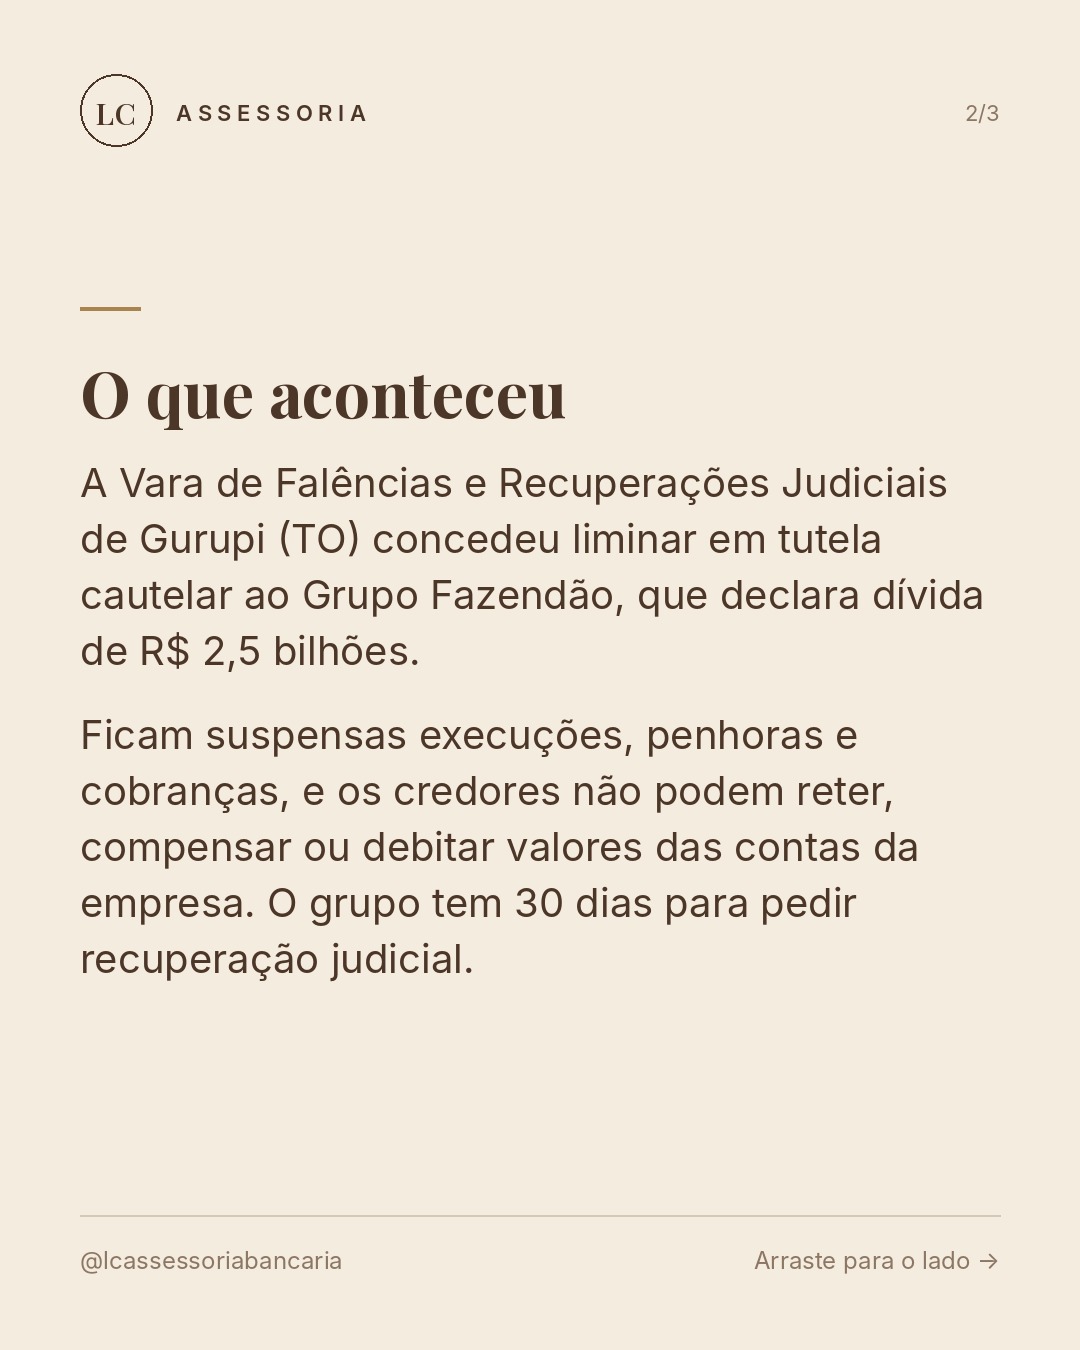 LC ASSESSORIA
2/3
O que aconteceu
A Vara de Falências e Recuperações Judiciais
de Gurupi (TO) concedeu liminar em tutela
cautelar ao Grupo Fazendão, que declara dívida
de R$ 2,5 bilhões.
Ficam suspensas execuções, penhoras e
cobranças, e os credores não podem reter,
compensar ou debitar valores das contas da
empresa. O grupo tem 30 dias para pedir
recuperação judicial.
@lcassessoriabancaria
Arraste para o lado →